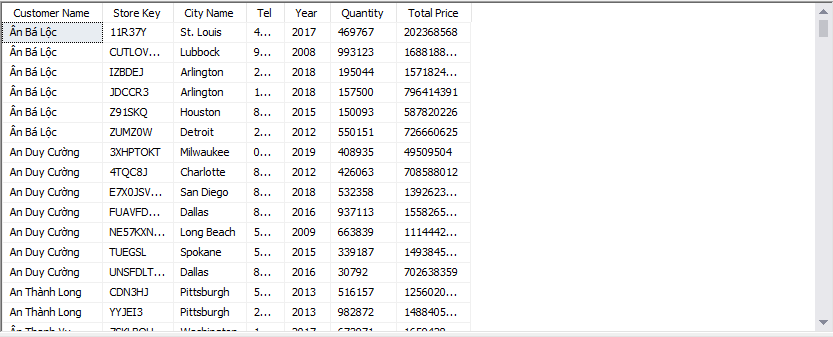 Customer Name Store Key City Name Tel Year Quantity Total Price
Ân Bá Lộc 11R37Y St. Louis 4... 2017 469767 202368568
Ân Bá Lộc CUTLOV... Lubbock 9... 2008 993123 1688188...
Ân Bá Lộc IZBDEJ Arlington 2... 2018 195044 1571824...
Ân Bá Lộc JDCCR3 Arlington 1... 2018 157500 796414391
Ân Bá Lộc Z91SKQ Houston 8... 2015 150093 587820226
Ân Bá Lộc ZUMZ0W Detroit 2... 2012 550151 726660625
An Duy Cường 3XHPTOKT Milwaukee 0... 2019 408935 49509504
An Duy Cường 4TQC8J Charlotte 8... 2012 426063 708588012
An Duy Cường E7X0JSV... San Diego 8... 2018 532358 1392623...
An Duy Cường FUAVFD... Dallas 8... 2016 937113 1558265...
An Duy Cường NE57KXN... Long Beach 5... 2009 663839 1114442...
An Duy Cường TUEGSL Spokane 5... 2015 339187 1493845...
An Duy Cường UNSFDLT... Dallas 8... 2016 30792 702638359
An Thành Long CDN3HJ Pittsburgh 5... 2013 516157 1256020...
An Thành Long YYJEI3 Pittsburgh 2... 2013 982872 1488405...
Washington 1... 2017